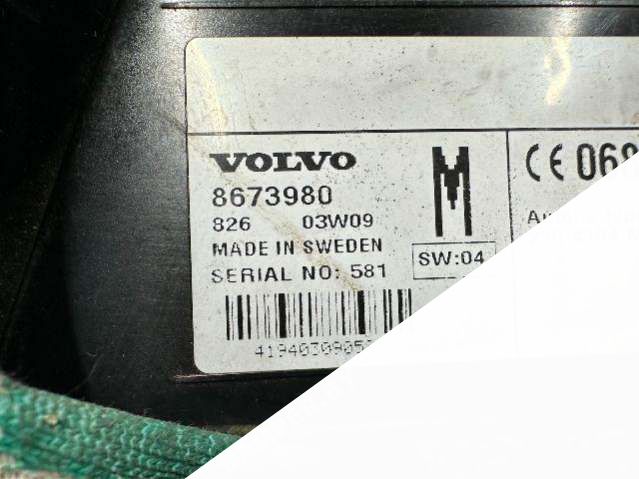 VOLVO
8673980
826 03W09
MADE IN SWEDEN
SERIAL NO: 581
M
SW:04
CE